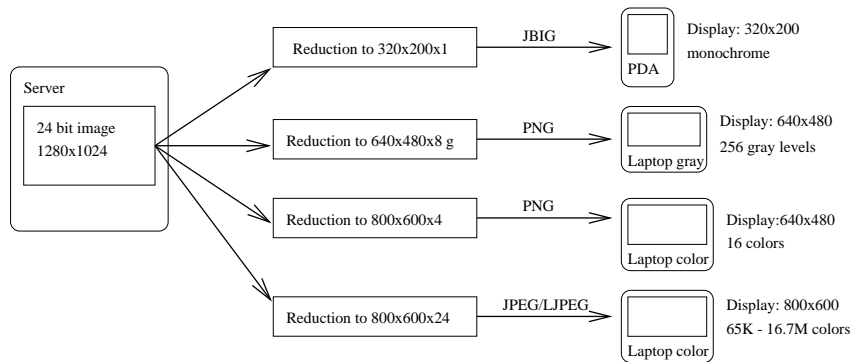 Server
24 bit image
1280x1024
Reduction to 320x200x1
JBIG
PDA
Display: 320x200
monochrome
Reduction to 640x480x8 g
PNG
Laptop gray
Display: 640x480
256 gray levels
Reduction to 800x600x4
PNG
Laptop color
Display:640x480
16 colors
Reduction to 800x600x24
JPEG/LJPEG
Laptop color
Display: 800x600
65K - 16.7M colors